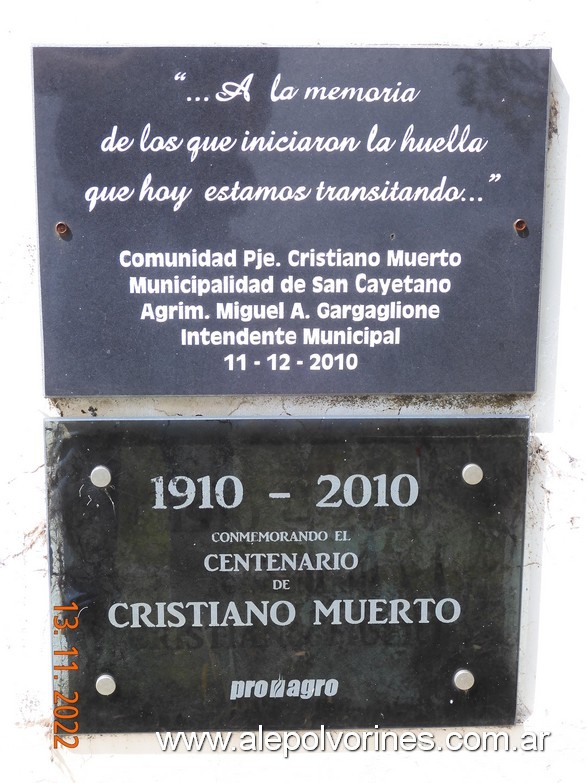 “...A la memoria
de los que iniciaron la huella
que hoy estamos transitando...”
Comunidad Pje. Cristiano Muerto
Municipalidad de San Cayetano
Agrim. Miguel A. Gargaglione
Intendente Municipal
11 - 12 - 2010
1910 - 2010
CONMEMORANDO EL
CENTENARIO
DE
CRISTIANO MUERTO
pro agro
13.11.2022
www.alepolvorines.com.ar